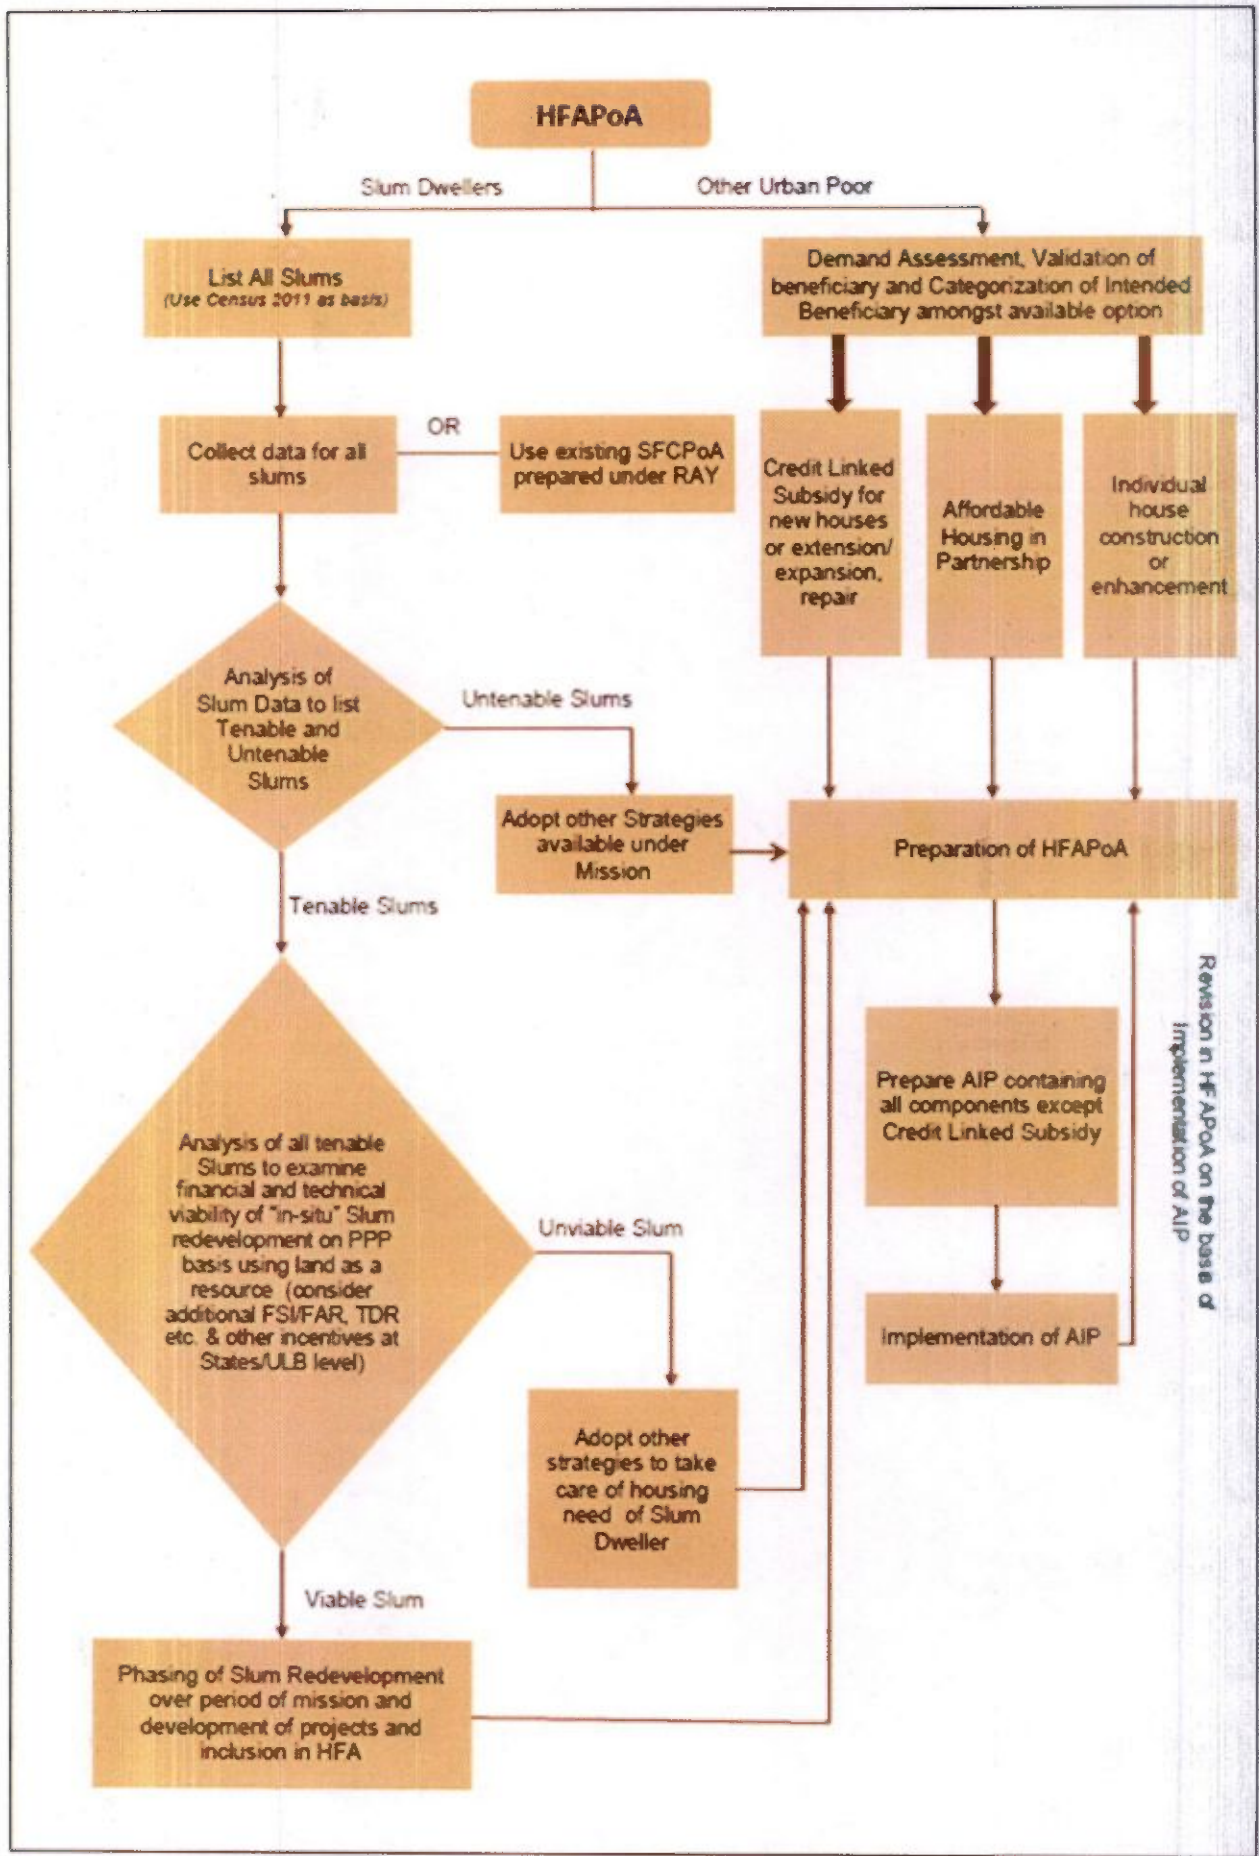 HFAPoA
Slum Dwellers
Other Urban Poor
List All Slums
(Use Census 2011 as basis)
Demand Assessment, Validation of
beneficiary and Categorization of Intended
Beneficiary amongst available option
Collect data for all
slums
OR
Use existing SFCPoA
prepared under RAY
Credit Linked
Subsidy for
new houses
or extension/
expansion,
repair
Affordable
Housing in
Partnership
Individual
house
construction
or
enhancement
Analysis of
Slum Data to list
Tenable and
Untenable
Slums
Untenable Slums
Adopt other Strategies
available under
Mission
Preparation of HFAPoA
Tenable Slums
Revision in HFAPoA on the base of
Implementation of AIP
Prepare AIP containing
all components except
Credit Linked Subsidy
Implementation of AIP
Analysis of all tenable
Slums to examine
financial and technical
viability of "in-situ" Slum
redevelopment on PPP
basis using land as a
resource (consider
additional FSI/FAR, TDR
etc. & other incentives at
States/ULB level)
Unviable Slum
Adopt other
strategies to take
care of housing
need of Slum
Dweller
Viable Slum
Phasing of Slum Redevelopment
over period of mission and
development of projects and
inclusion in HFA